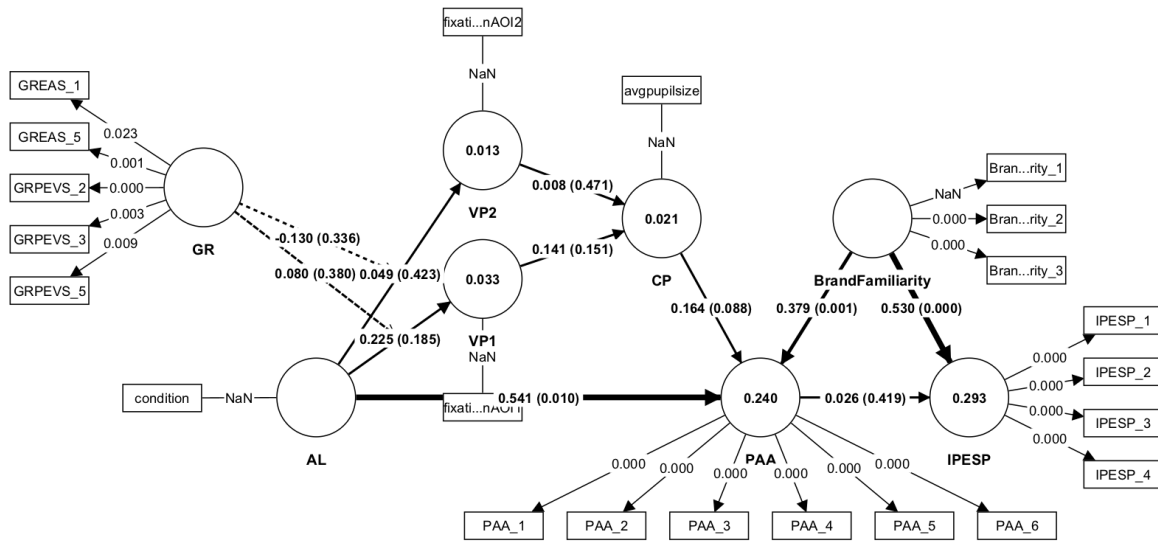 fixati...nAOI2
NaN
avgpupilsize
NaN
GREAS_1
GREAS_5
GRPEVS_2
GRPEVS_3
GRPEVS_5
0.023
0.001
0.000
0.003
0.009
GR
0.013
VP2
0.008 (0.471)
0.021
CP
-0.130 (0.336)
0.080 (0.380)
0.049 (0.423)
0.033
VP1
NaN
0.141 (0.151)
0.225 (0.185)
0.164 (0.088)
Bran...rity_1
Bran...rity_2
Bran...rity_3
NaN
0.000
0.000
BrandFamiliarity
0.379 (0.001)
0.530 (0.000)
condition
NaN
AL
0.541 (0.010)
fixati...nAOI1
0.240
PAA
0.026 (0.419)
0.293
IPESP
IPESP_1
IPESP_2
IPESP_3
IPESP_4
0.000
0.000
0.000
0.000
0.000
0.000
0.000
0.000
0.000
0.000
PAA_1
PAA_2
PAA_3
PAA_4
PAA_5
PAA_6